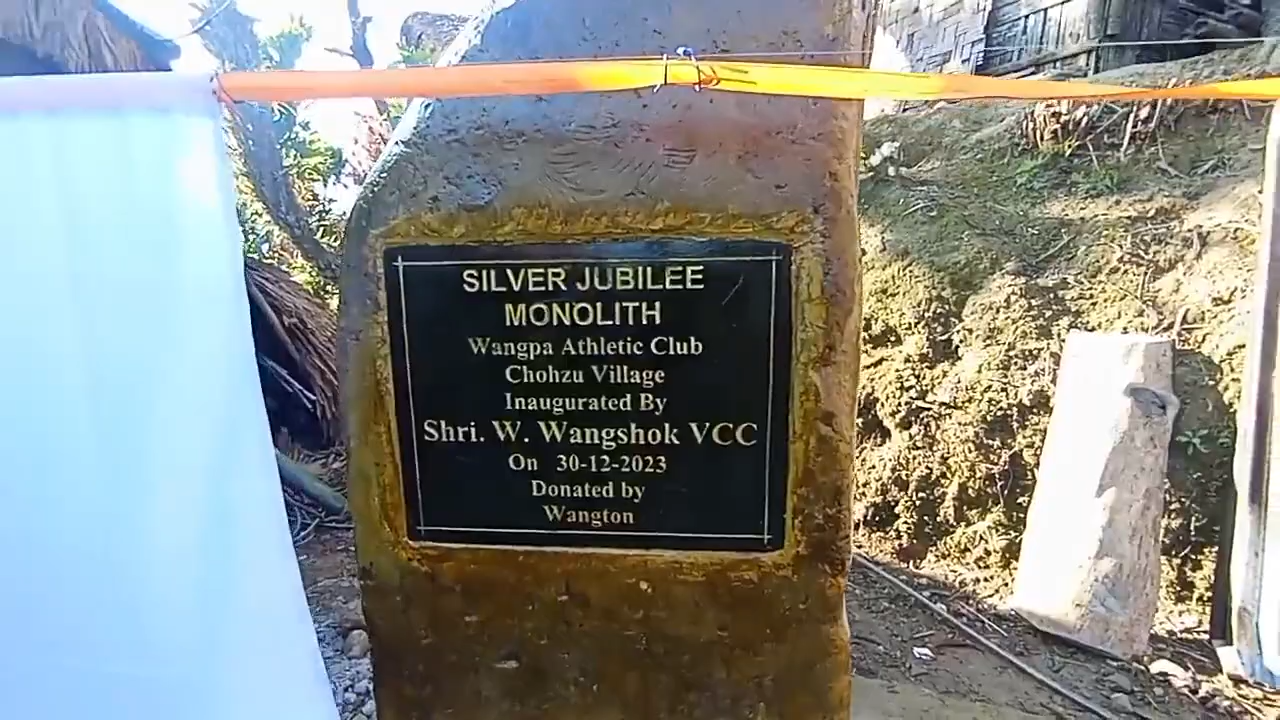 SILVER JUBILEE
MONOLITH
Wangpa Athletic Club
Chohzu Village
Inaugurated By
Shri. W. Wangshok VCC
On 30-12-2023
Donated by
Wangton